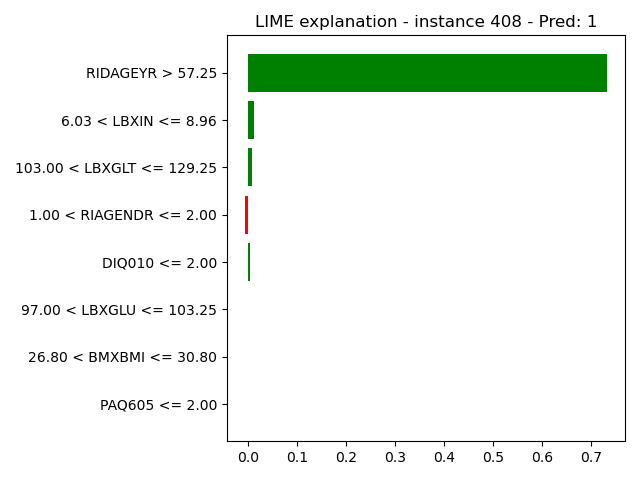 LIME explanation - instance 408 - Pred: 1
RIDAGEYR > 57.25
6.03 < LBXIN <= 8.96
103.00 < LBXGLT <= 129.25
1.00 < RIAGENDR <= 2.00
DIQ010 <= 2.00
97.00 < LBXGLU <= 103.25
26.80 < BMXBMI <= 30.80
PAQ605 <= 2.00
0.0 0.1 0.2 0.3 0.4 0.5 0.6 0.7